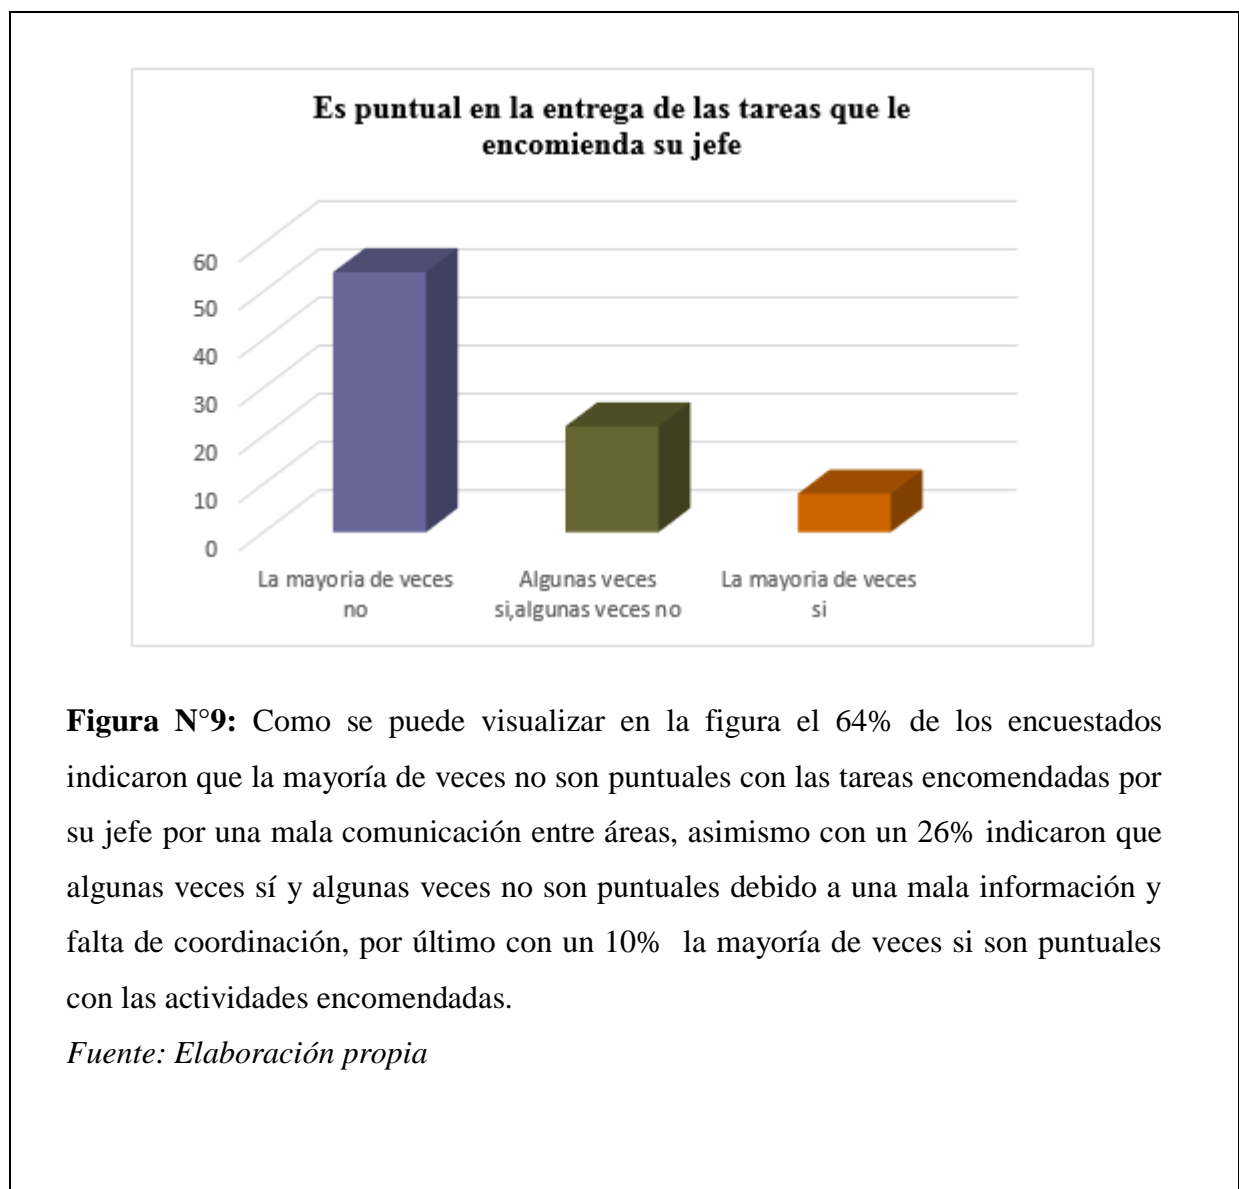 Es puntual en la entrega de las tareas que le
encomienda su jefe
60
50
40
30
20
10
0
La mayoria de veces
no
Algunas veces
si,algunas veces no
La mayoria de veces
si
Figura N°9: Como se puede visualizar en la figura el 64% de los encuestados
indicaron que la mayoría de veces no son puntuales con las tareas encomendadas por
su jefe por una mala comunicación entre áreas, asimismo con un 26% indicaron que
algunas veces sí y algunas veces no son puntuales debido a una mala información y
falta de coordinación, por último con un 10%  la mayoría de veces si son puntuales
con las actividades encomendadas.
Fuente: Elaboración propia